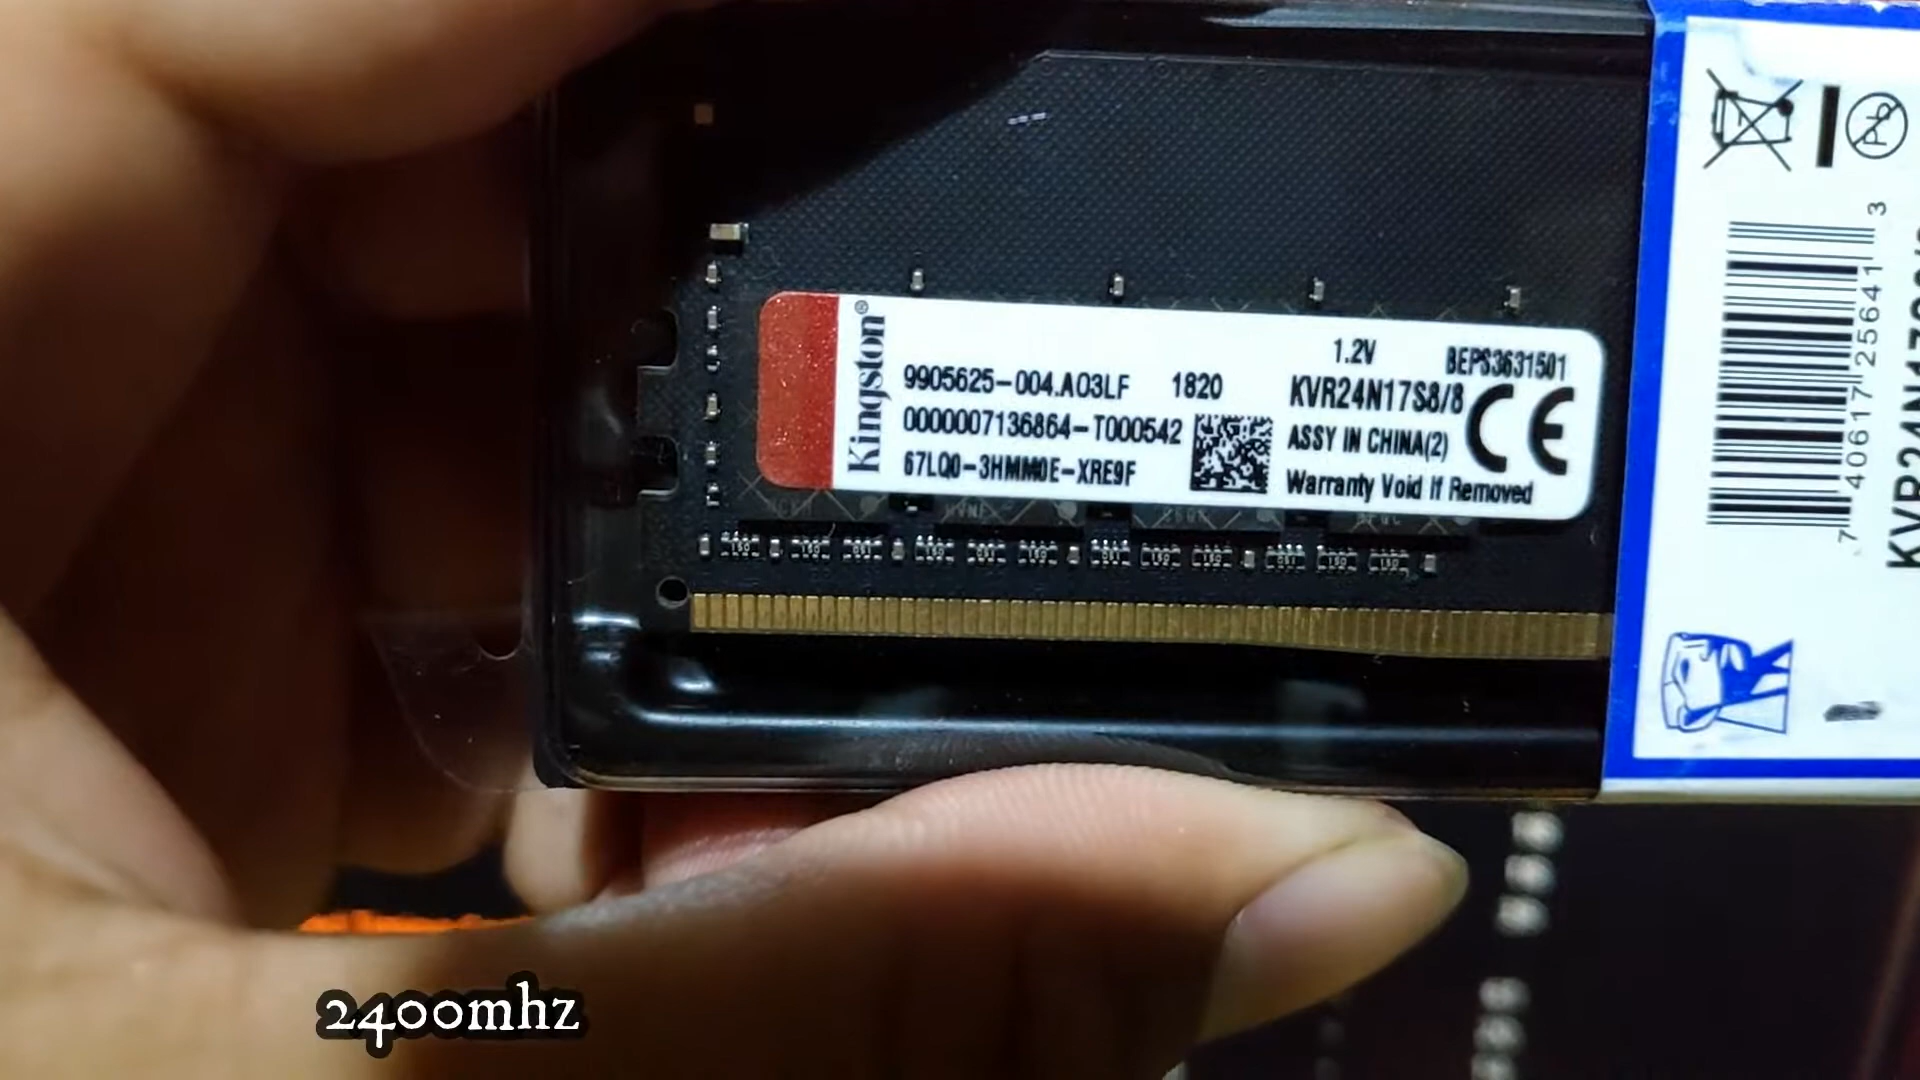 Kingston®
1.2V BEPS3631501
9905625-004.A03LF 1820 KVR24N17S8/8
0000007136864-T000542 ASSY IN CHINA(2)
67LQ0-3HMM0E-XRE9F Warranty Void If Removed
CE
Pb
7 40617 25641 3
2400mhz